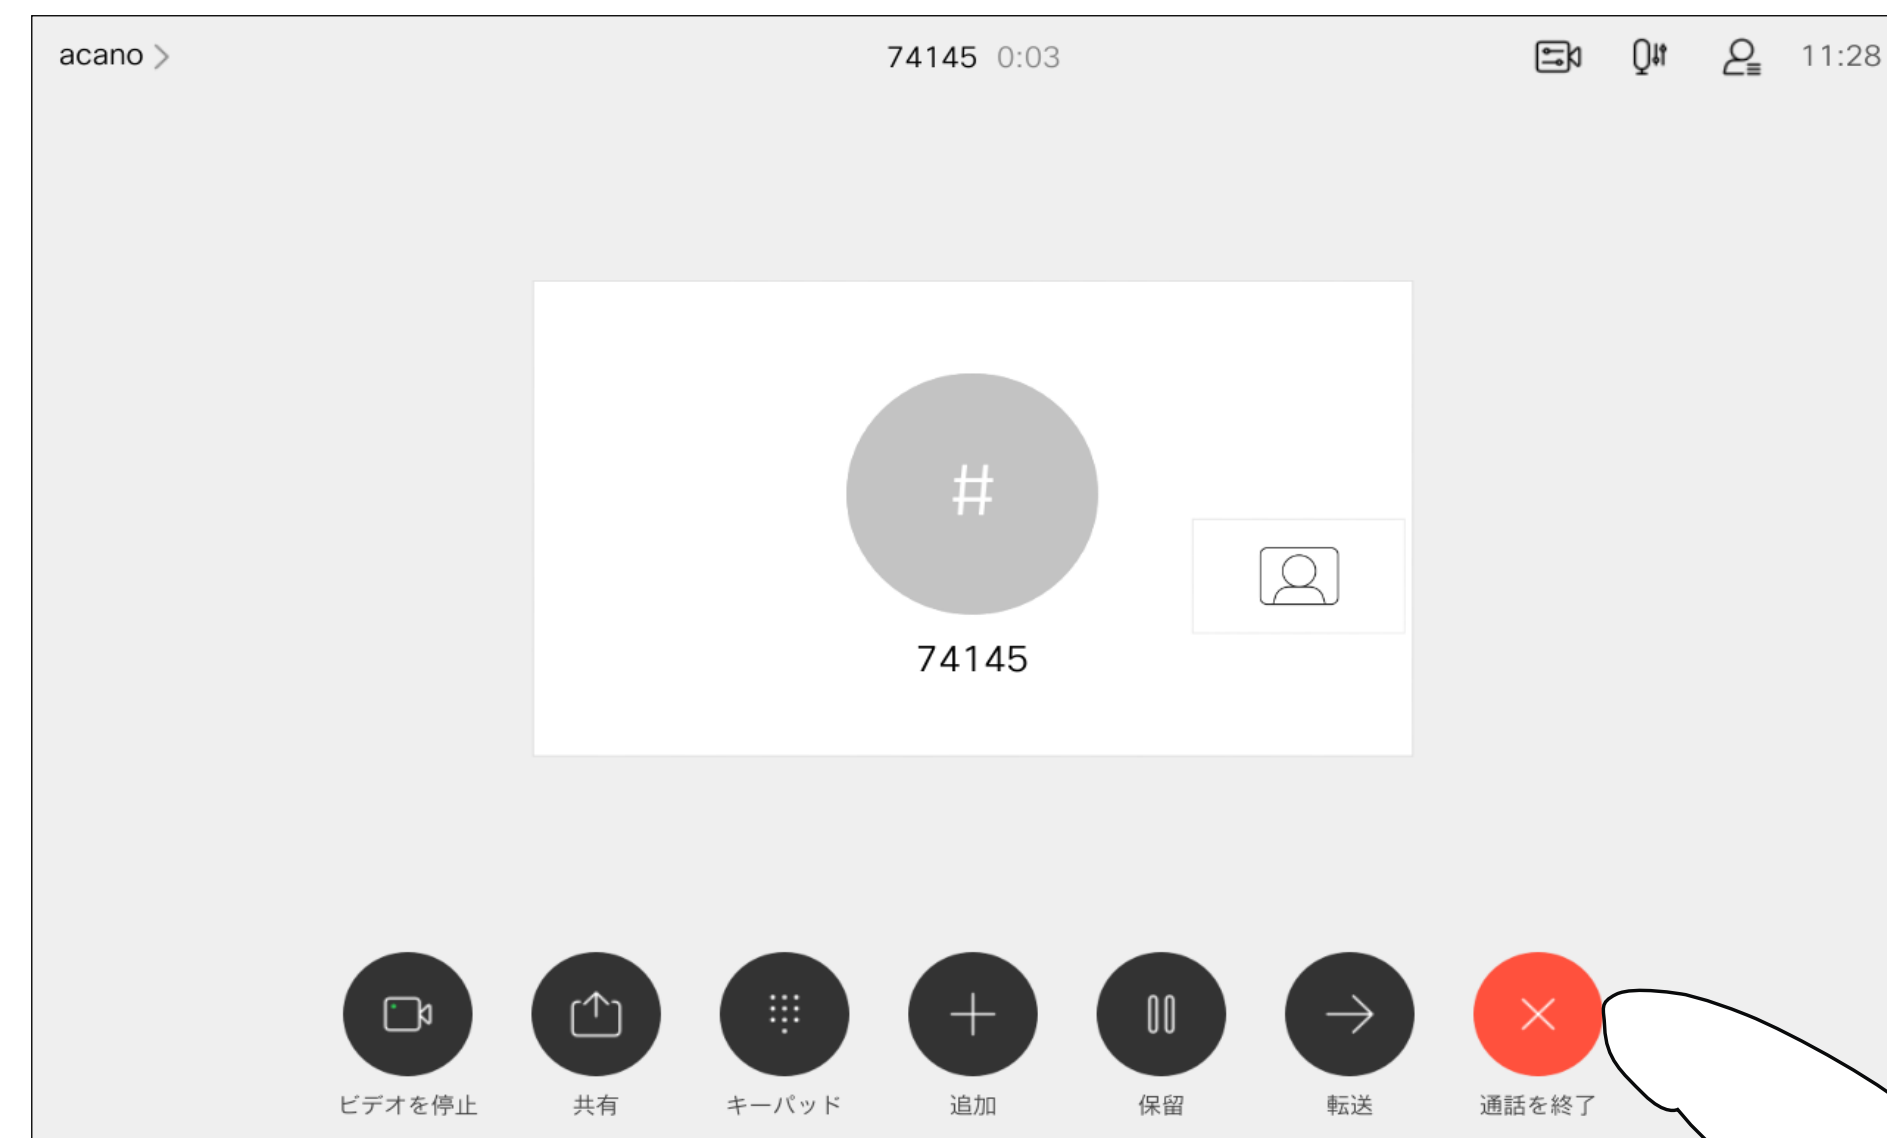 acano
74145 0:03
11:28
#
74145
ビデオを停止
共有
キーパッド
追加
保留
転送
通話を終了